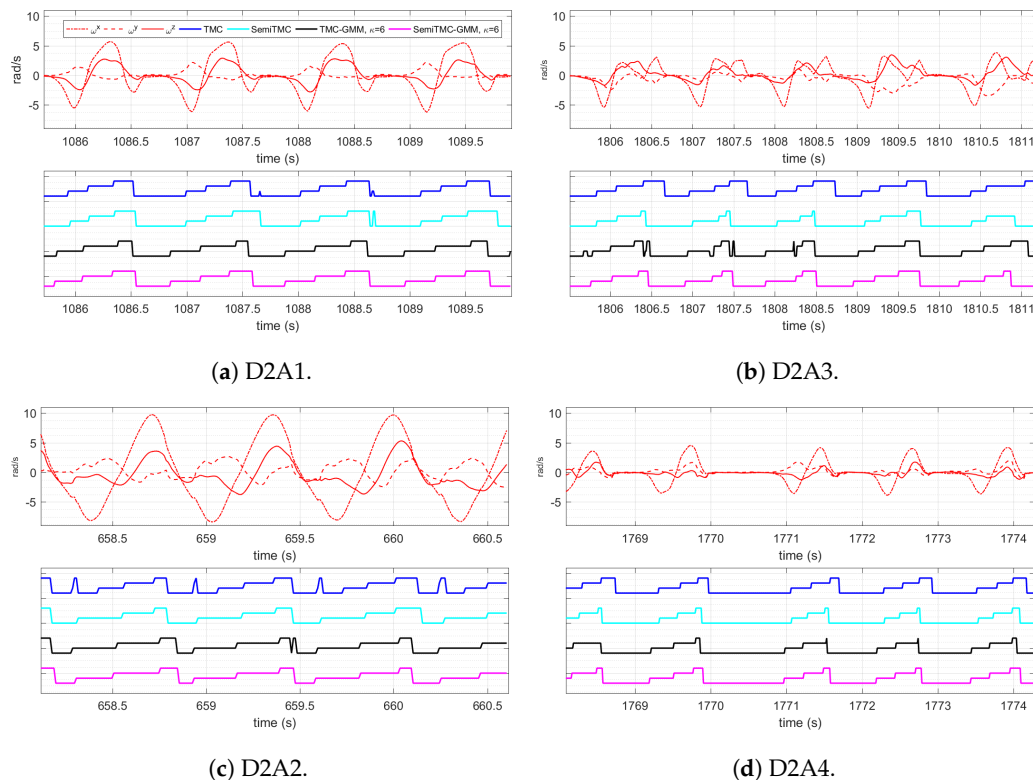 ω^x ω^y ω^z TMC SemiTMC TMC-GMM, κ=6 SemiTMC-GMM, κ=6
10
5
0
-5
rad/s
1086 1086.5 1087 1087.5 1088 1088.5 1089 1089.5
time (s)
1086 1086.5 1087 1087.5 1088 1088.5 1089 1089.5
time (s)
(a) D2A1.
10
5
0
-5
rad/s
1806 1806.5 1807 1807.5 1808 1808.5 1809 1809.5 1810 1810.5 1811
time (s)
1806 1806.5 1807 1807.5 1808 1808.5 1809 1809.5 1810 1810.5 1811
time (s)
(b) D2A3.
10
5
0
-5
rad/s
658.5 659 659.5 660 660.5
time (s)
658.5 659 659.5 660 660.5
time (s)
(c) D2A2.
10
5
0
-5
rad/s
1769 1770 1771 1772 1773 1774
time (s)
1769 1770 1771 1772 1773 1774
time (s)
(d) D2A4.